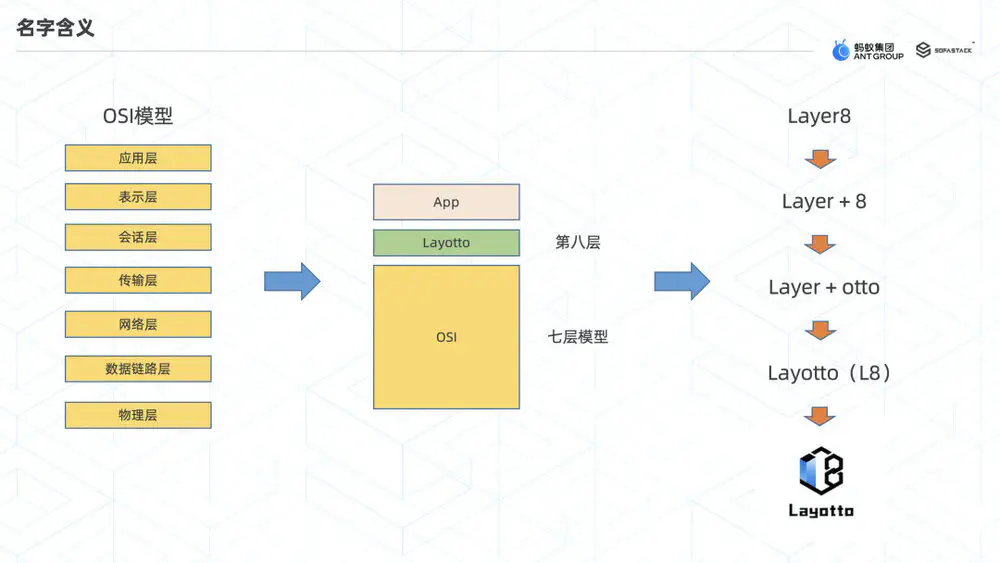 名字含义
蚂蚁集团
ANT GROUP
SOFASTACK
OSI模型
应用层
表示层
会话层
传输层
网络层
数据链路层
物理层
App
Layotto
第八层
OSI
七层模型
Layer8
Layer + 8
Layer + otto
Layotto（L8）
L8
Layotto